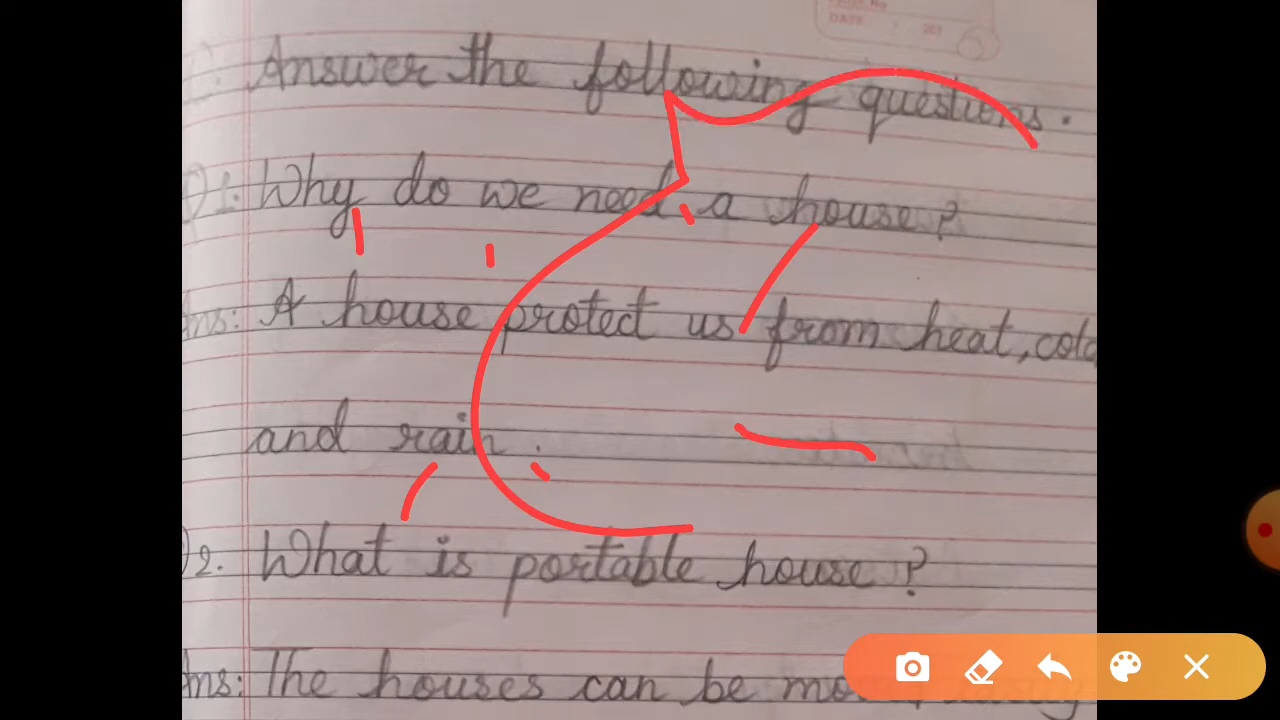 Answer the following questions.
Q1. Why do we need a house?
Ans: A house protect us from heat, cold,
and rain.
Q2. What is portable house?
Ans: The houses can be
DATE